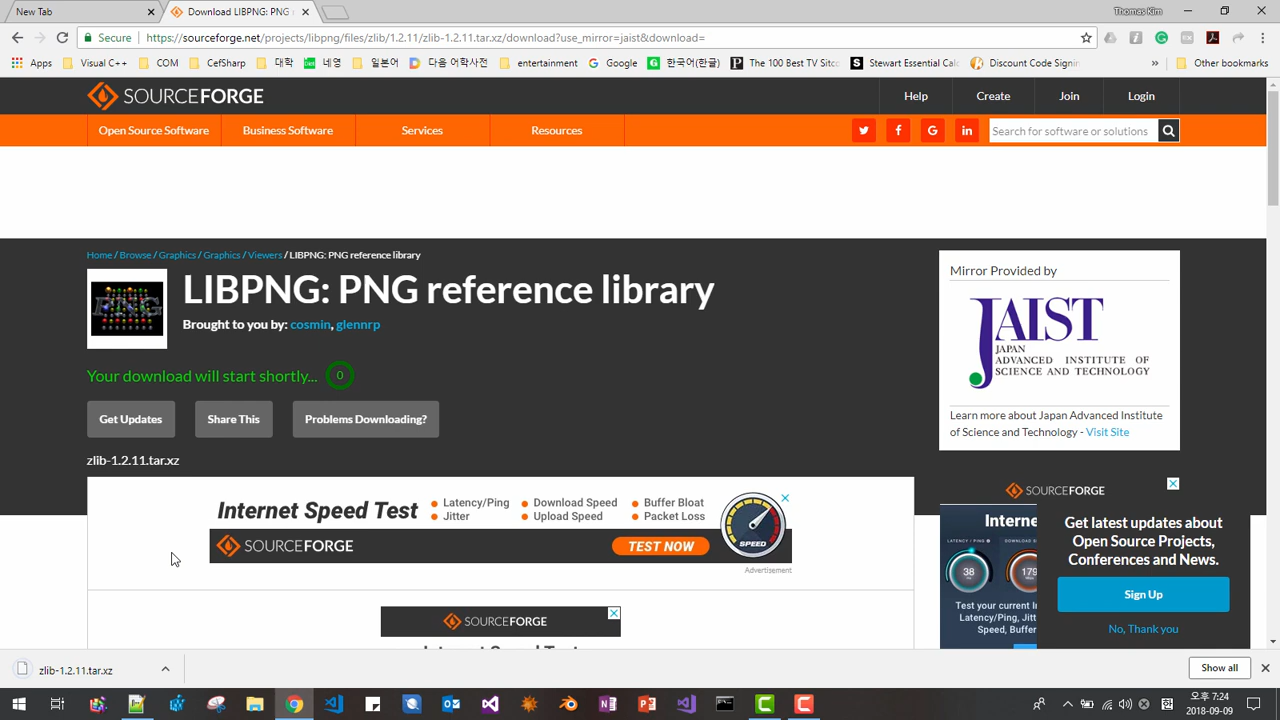 New Tab
Download LIBPNG: PNG
Thomas Kim
Secure
https://sourceforge.net/projects/libpng/files/zlib/1.2.11/zlib-1.2.11.tar.xz/download?use_mirror=jaist&download=
Apps
Visual C++
COM
CefSharp
대학
네영
일본어
다음 어학사
entertainment
Google
한국어(한글)
The 100 Best TV Sitc
Stewart Essential Cal
Discount Code Signin
»
Other bookmarks
SOURCEFORGE
Help
Create
Join
Login
Open Source Software
Business Software
Services
Resources
Search for software or solutions
Home / Browse / Graphics / Graphics / Viewers / LIBPNG: PNG reference library
PNG
LIBPNG: PNG reference library
Brought to you by: cosmin, glennrp
Your download will start shortly... 0
Get Updates
Share This
Problems Downloading?
zlib-1.2.11.tar.xz
Mirror Provided by
JAIST
JAPAN
ADVANCED INSTITUTE OF
SCIENCE AND TECHNOLOGY
Learn more about Japan Advanced Institute
of Science and Technology - Visit Site
Internet Speed Test
Latency/Ping
Download Speed
Buffer Bloat
Jitter
Upload Speed
Packet Loss
SPEED
SOURCEFORGE
TEST NOW
Advertisement
SOURCEFORGE
SOURCEFORGE
Interne
LATENCY / PING
DOWNLOAD S
38
179
Test your current In
Latency/Ping, Jitt
Speed, Buffer
Get latest updates about
Open Source Projects,
Conferences and News.
Sign Up
No, Thank you
zlib-1.2.11.tar.xz
Show all
오후 7:24
2018-09-09